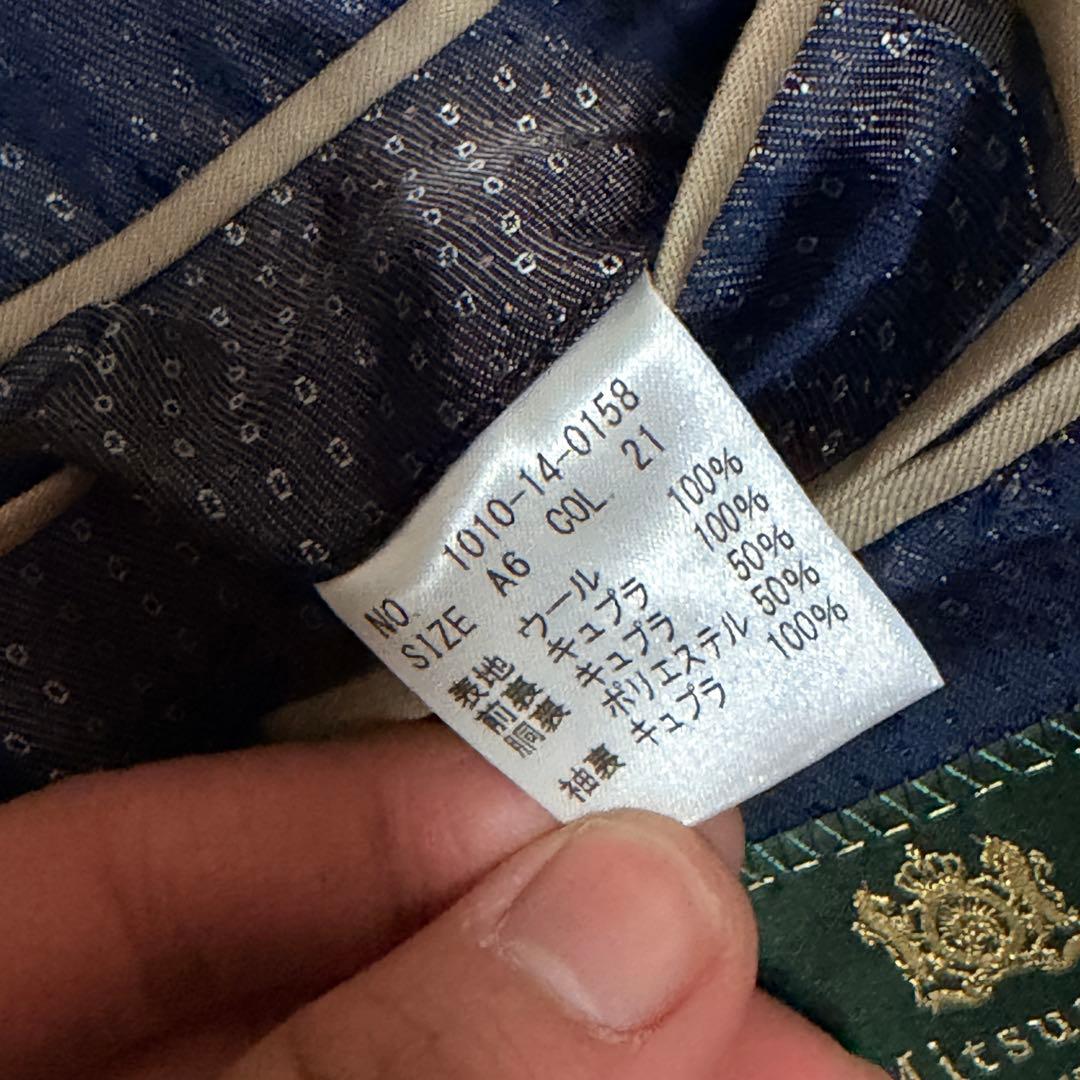 NO 1010-14-0158
SIZE A6 COL 21
表地 ウール 100%
前裏 キュプラ 100%
胴裏 キュプラ 50%
ポリエステル 50%
袖裏 キュプラ 100%
Mitsu